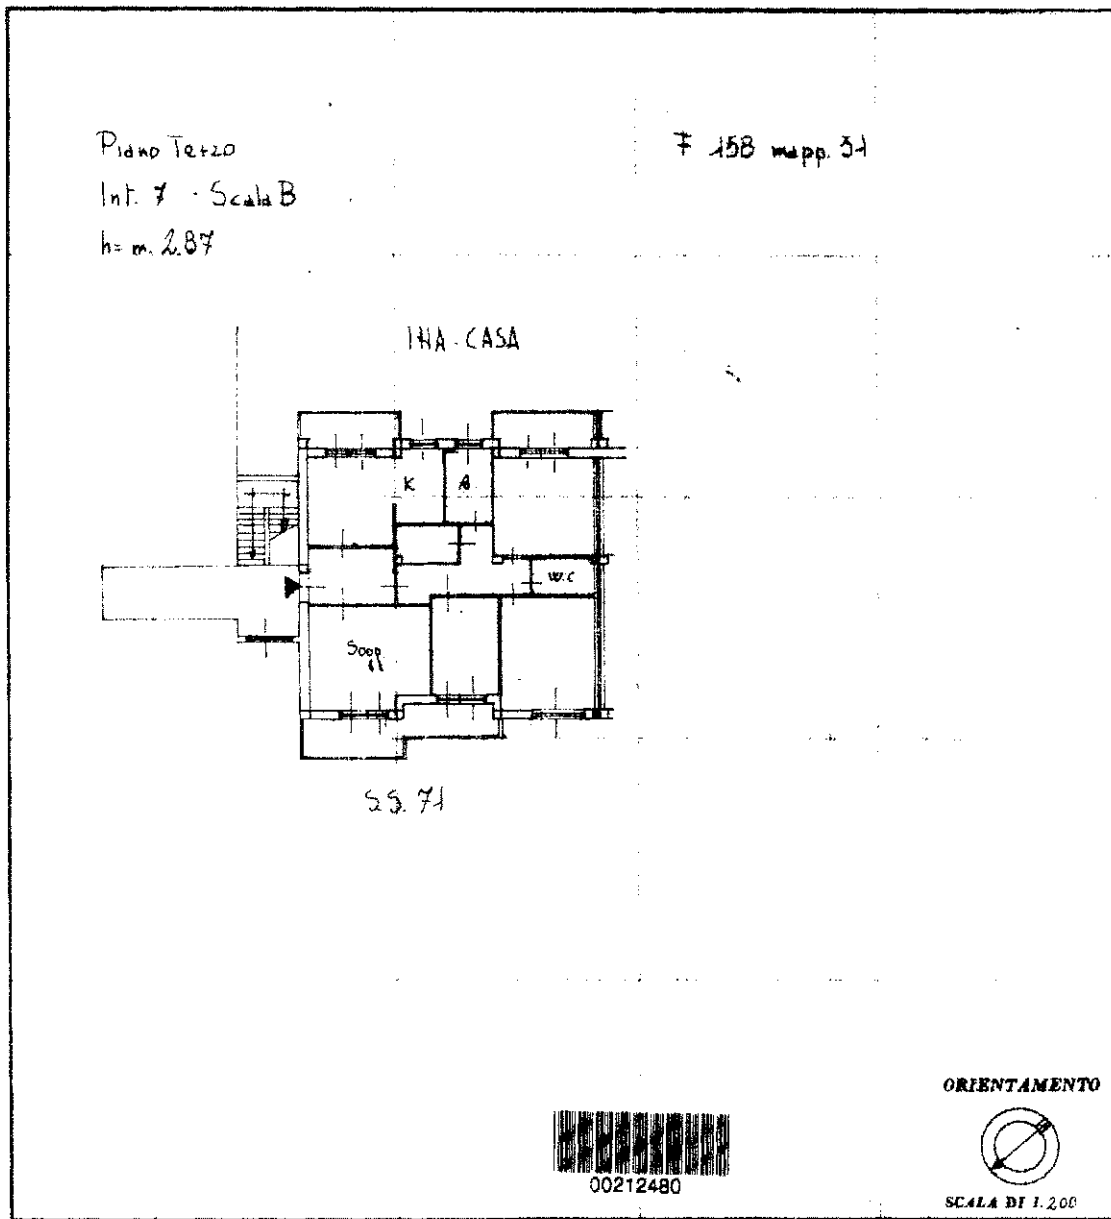 Piano Terzo
F 158 mapp. 51
Int. 7 - Scala B
h= m. 2.87
INA-CASA
K
B
W.C
Sogg.
S.S. 71
ORIENTAMENTO
00212480
SCALA DI 1:200